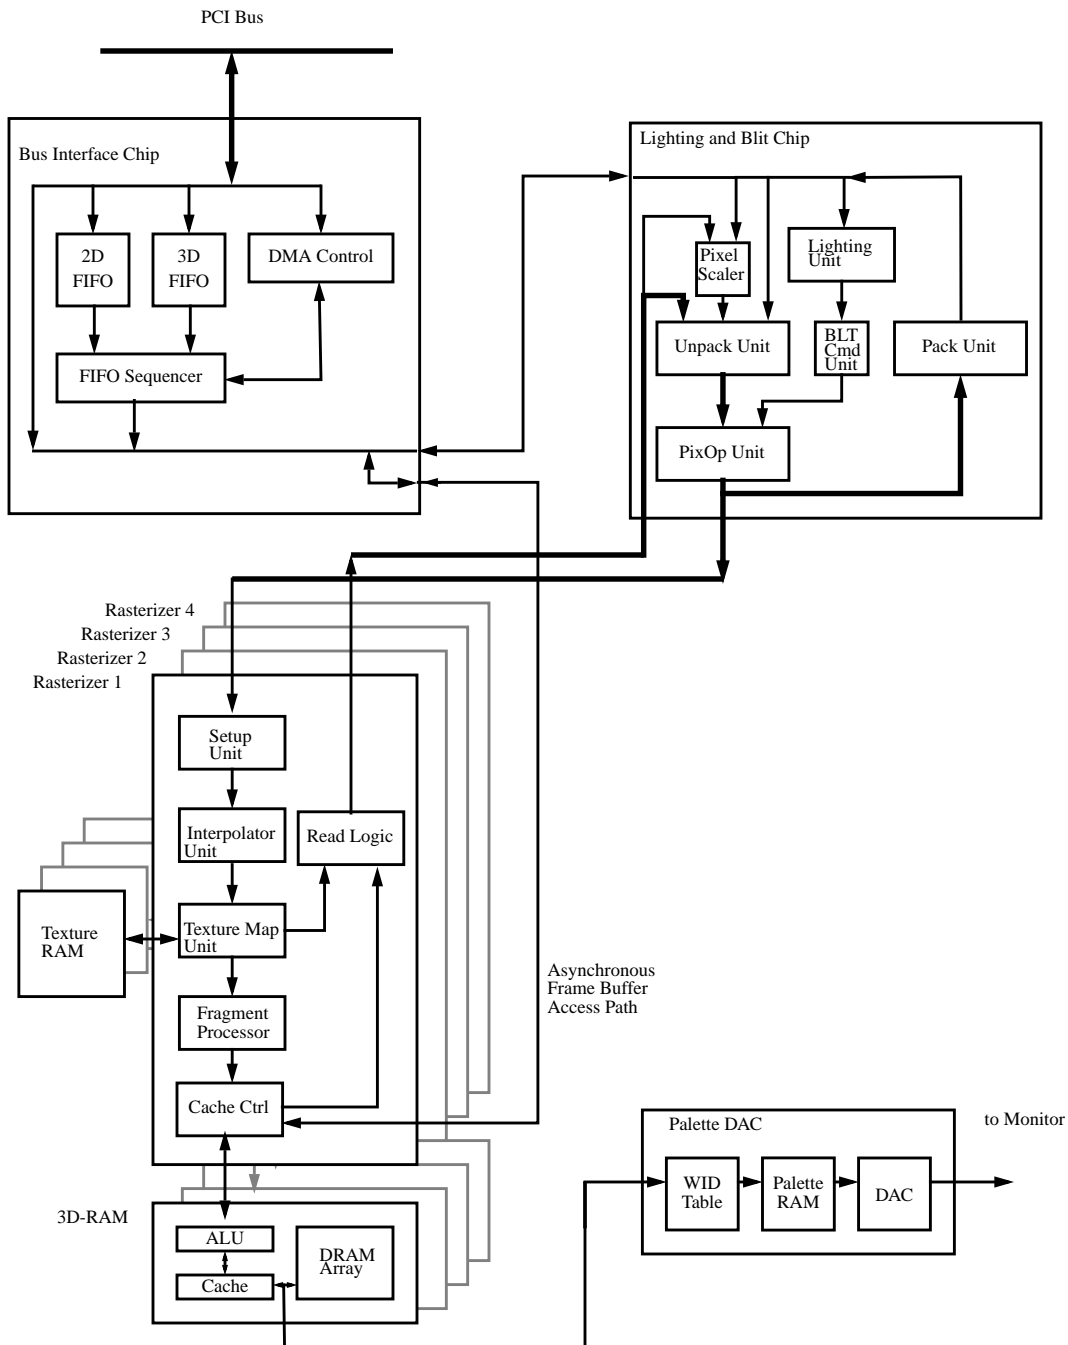 PCI Bus
Bus Interface Chip
2D
FIFO
3D
FIFO
DMA Control
FIFO Sequencer
Lighting and Blit Chip
Pixel
Scaler
Lighting
Unit
Unpack Unit
BLT
Cmd
Unit
Pack Unit
PixOp Unit
Rasterizer 4
Rasterizer 3
Rasterizer 2
Rasterizer 1
Setup
Unit
Interpolator
Unit
Read Logic
Texture
RAM
Texture Map
Unit
Fragment
Processor
Cache Ctrl
Asynchronous
Frame Buffer
Access Path
3D-RAM
ALU
Cache
DRAM
Array
Palette DAC
WID
Table
Palette
RAM
DAC
to Monitor